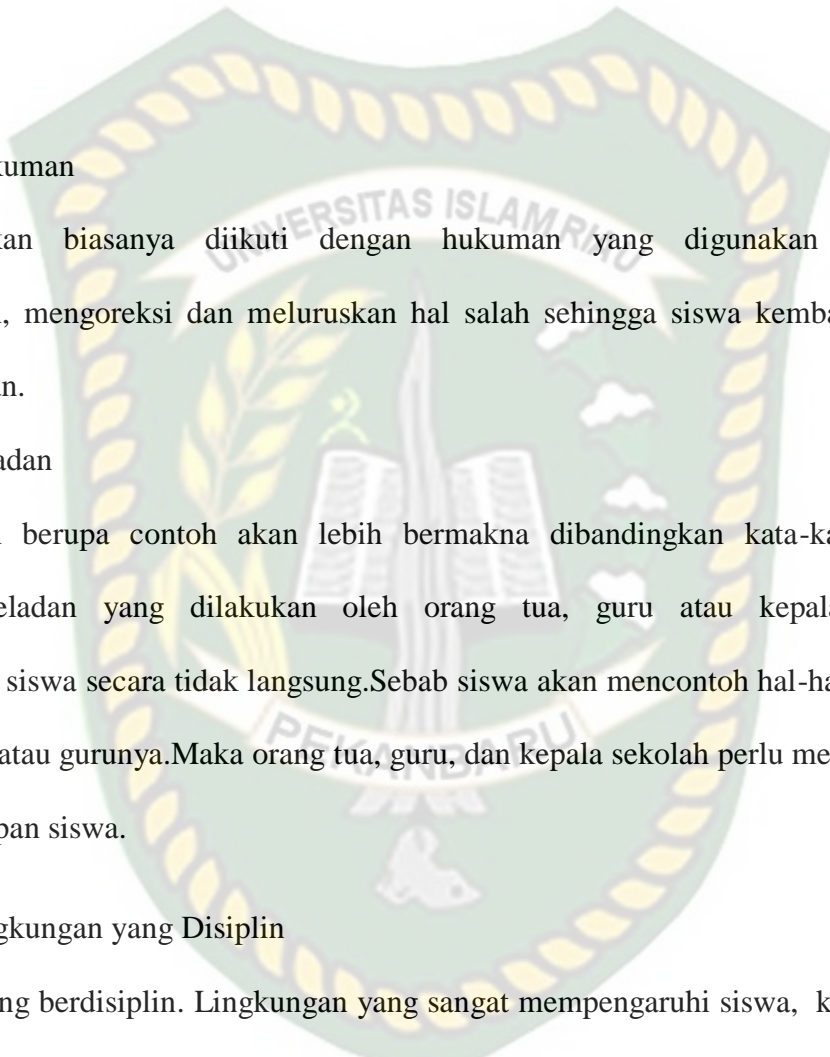 kuman
UNIVERSITAS ISLAM RIAU
kan biasanya diikuti dengan hukuman yang digunakan
, mengoreksi dan meluruskan hal salah sehingga siswa kemba
n.
adan
berupa contoh akan lebih bermakna dibandingkan kata-ka
eladan yang dilakukan oleh orang tua, guru atau kepala
siswa secara tidak langsung.Sebab siswa akan mencontoh hal-ha
atau gurunya.Maka orang tua, guru, dan kepala sekolah perlu me
PEKANBARU
pan siswa.
gkungan yang Disiplin
ng berdisiplin. Lingkungan yang sangat mempengaruhi siswa, k